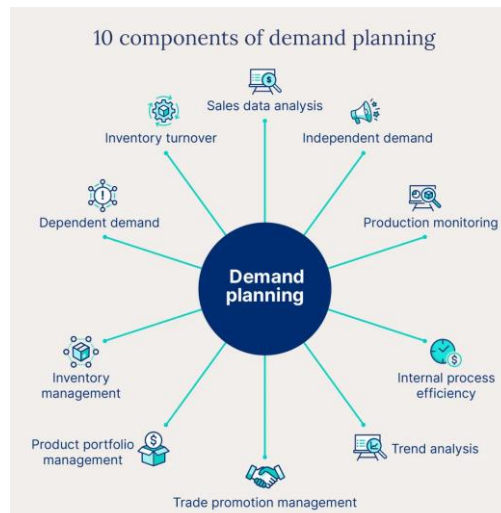 10 components of demand planning
Sales data analysis
Inventory turnover
Independent demand
Dependent demand
Production monitoring
Demand
planning
Inventory
management
Internal process
efficiency
Product portfolio
management
Trend analysis
Trade promotion management